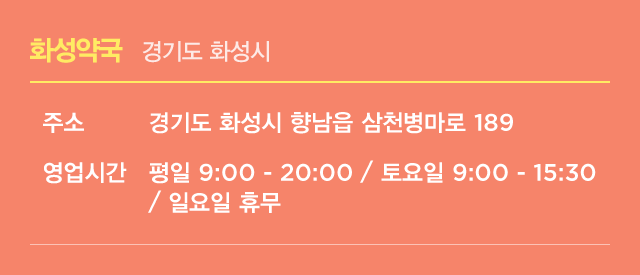 화성약국 경기도 화성시
주소 경기도 화성시 향남읍 삼천병마로 189
영업시간 평일 9:00 - 20:00 / 토요일 9:00 - 15:30
/ 일요일 휴무